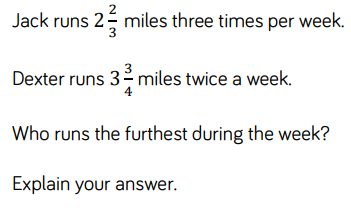 Jack runs 2 2/3 miles three times per week.
Dexter runs 3 3/4 miles twice a week.
Who runs the furthest during the week?
Explain your answer.